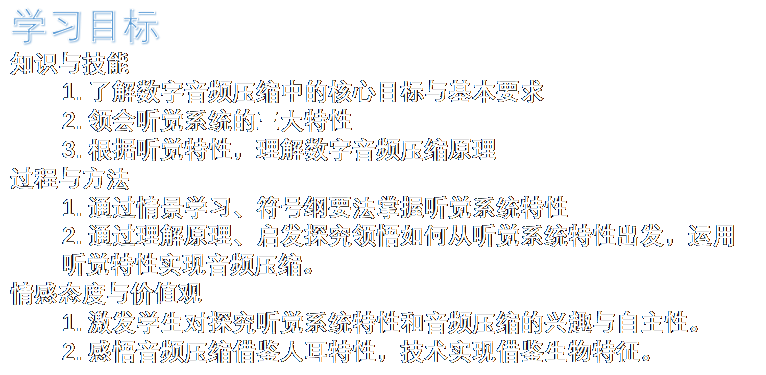 学习目标
知识与技能
1. 了解数字音频压缩中的核心目标与基本要求
2. 领会听觉系统的三大特性
3. 根据听觉特性，理解数字音频压缩原理
过程与方法
1. 通过情景学习、符号纲要法掌握听觉系统特性
2. 通过理解原理、启发探究领悟如何从听觉系统特性出发，运用
听觉特性实现音频压缩。
情感态度与价值观
1. 激发学生对探究听觉系统特性和音频压缩的兴趣与自主性。
2. 感悟音频压缩借鉴人耳特性，技术实现借鉴生物特征。